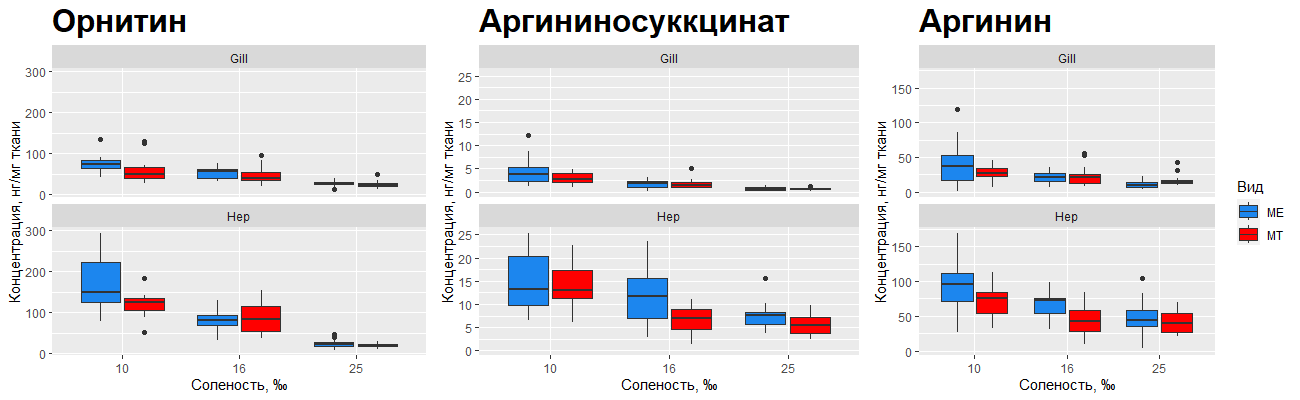 Орнитин
Концентрация, нг/мг ткани
Gill
300
200
100
0
Hep
300
200
100
0
10 16 25
Соленость, ‰
Аргининосуккцинат
Концентрация, нг/мг ткани
Gill
25
20
15
10
5
0
Hep
25
20
15
10
5
0
10 16 25
Соленость, ‰
Аргинин
Концентрация, нг/мг ткани
Gill
150
100
50
0
Hep
150
100
50
0
10 16 25
Соленость, ‰
Вид
ME
MT